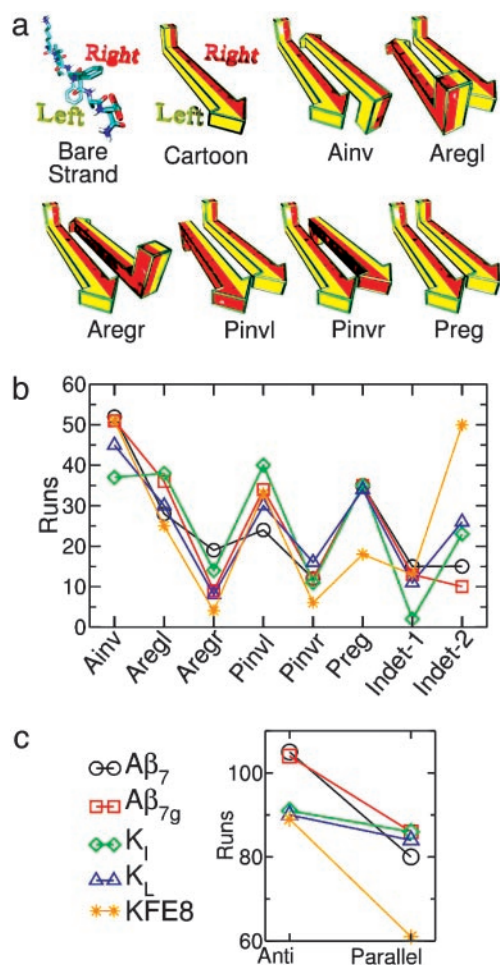 a
Right
Left
Bare
Strand
Right
Left
Cartoon
Ainv
Aregl
Aregr
Pinvl
Pinvr
Preg
b
60
50
40
30
20
10
0
Runs
Ainv
Aregl
Aregr
Pinvl
Pinvr
Preg
Indet-1
Indet-2
c
Aβ7
Aβ7g
KI
KL
KFE8
Runs
100
80
60
Anti
Parallel